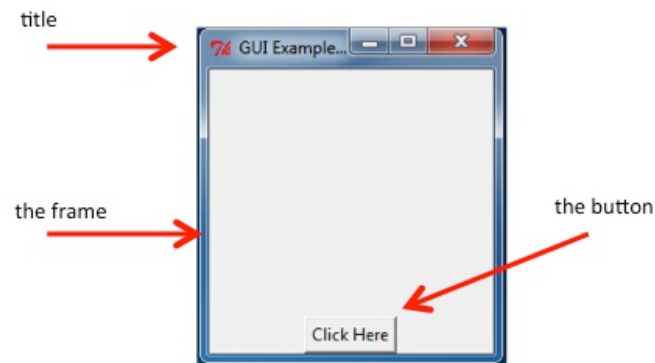 title
GUI Example...
the frame
the button
Click Here